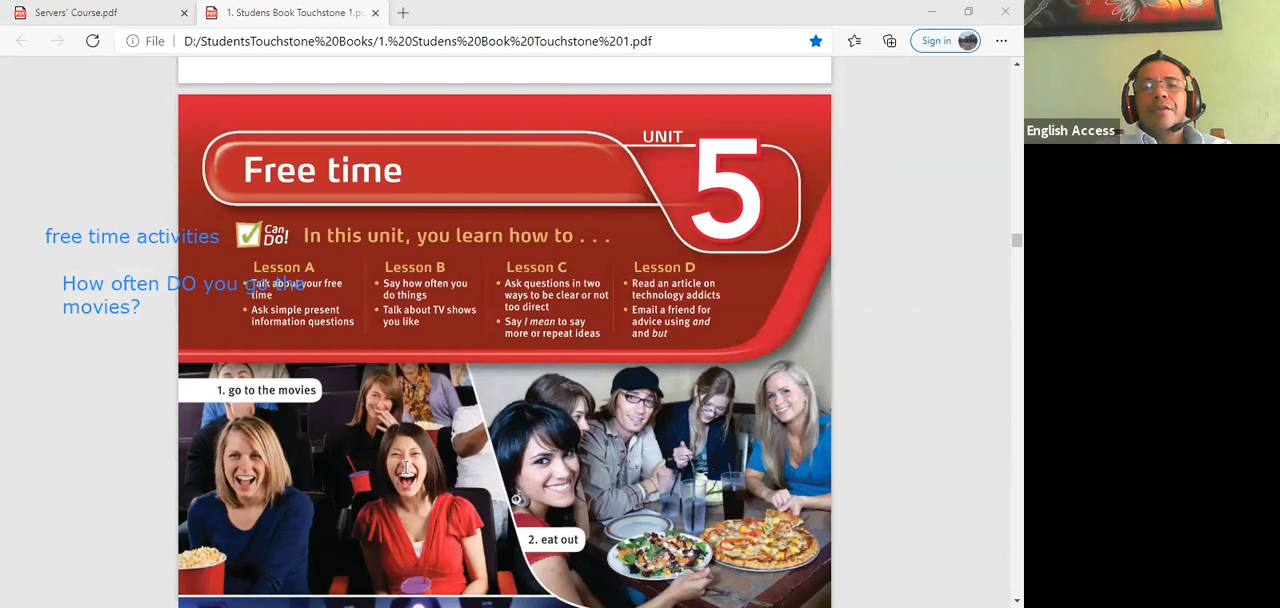 Servers' Course.pdf
1. Studens Book Touchstone 1.p
File
D:/StudentsTouchstone%20Books/1.%20Studens%20Book%20Touchstone%201.pdf
Sign in
English Access
UNIT
5
Free time
free time activities
Can Do!
In this unit, you learn how to . . .
How often DO you go the
movies?
Lesson A
• Talk about your free
time
• Ask simple present
information questions
Lesson B
• Say how often you
do things
• Talk about TV shows
you like
Lesson C
• Ask questions in two
ways to be clear or not
too direct
• Say I mean to say
more or repeat ideas
Lesson D
• Read an article on
technology addicts
• Email a friend for
advice using and
and but
1. go to the movies
2. eat out